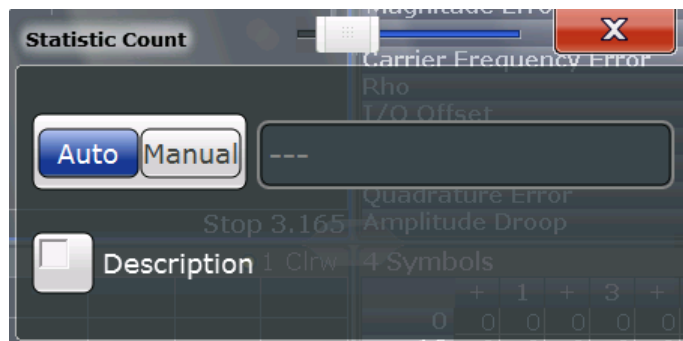 Magnitude Erro
Statistic Count
X
Carrier Frequency Error
Rho
I/O Offset
Auto Manual ---
Quadrature Error
Stop 3.165 Amplitude Droop
Description 1 Clrw 4 Symbols
+ 1 + 3 +
0 0 0 0 0 0